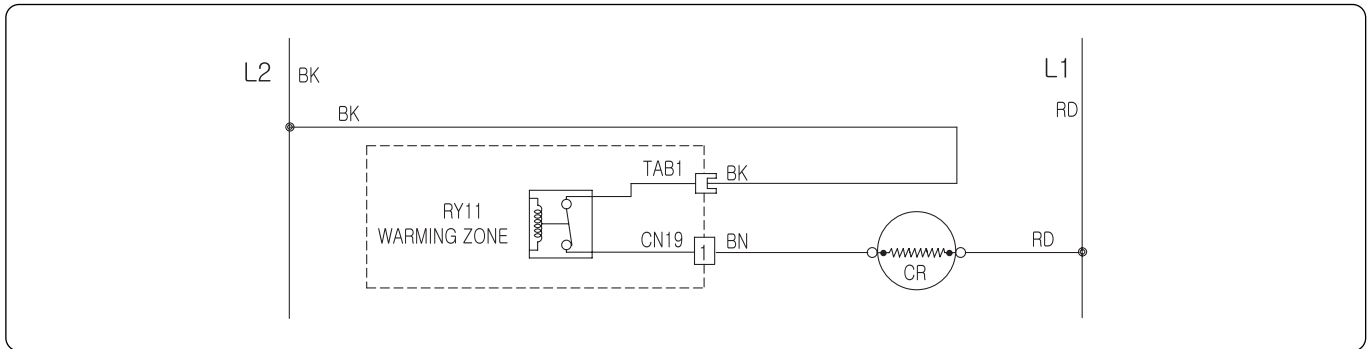 L2 BK L1
BK RD
TAB1 BK
RY11
WARMING ZONE
CN19 1 BN RD
CR